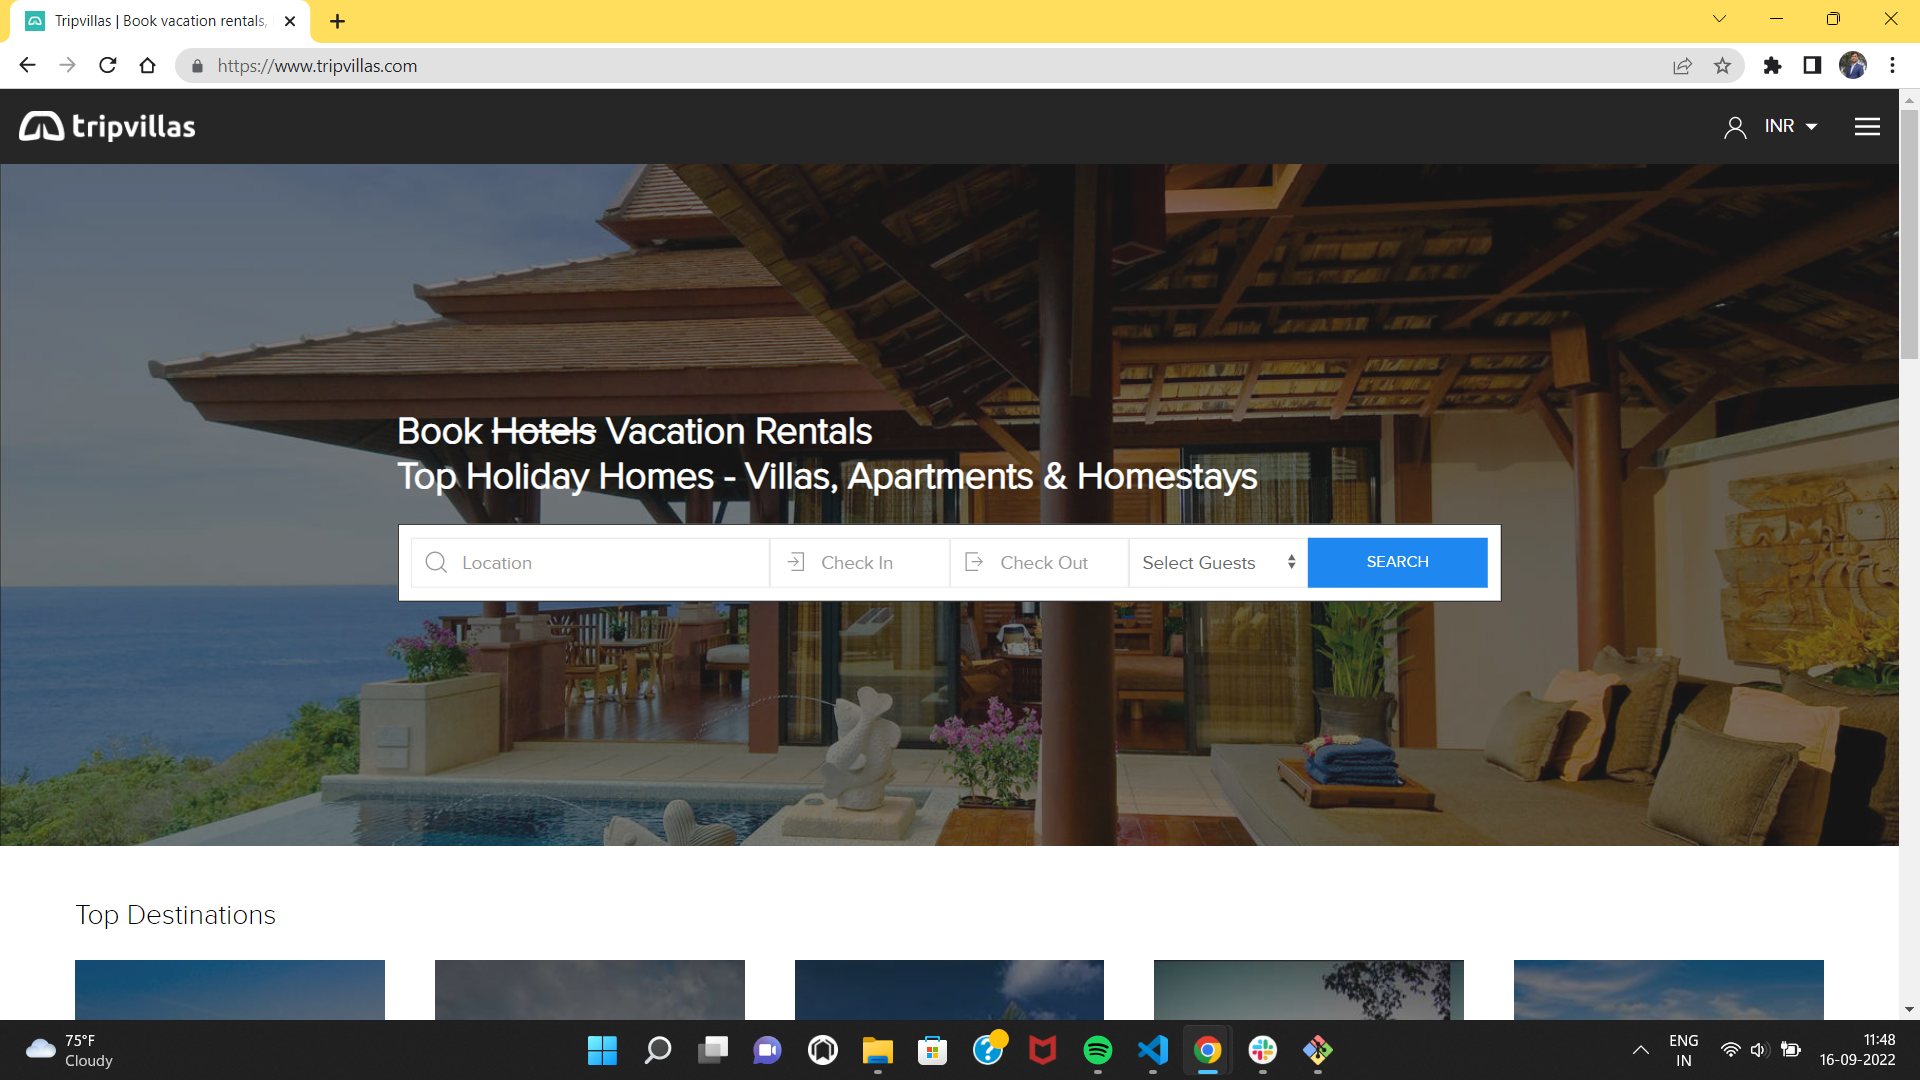 Tripvillas | Book vacation rentals,
https://www.tripvillas.com
tripvillas
INR
Book Hotels Vacation Rentals
Top Holiday Homes - Villas, Apartments & Homestays
Location
Check In
Check Out
Select Guests
SEARCH
Top Destinations
75°F
Cloudy
ENG
IN
11:48
16-09-2022